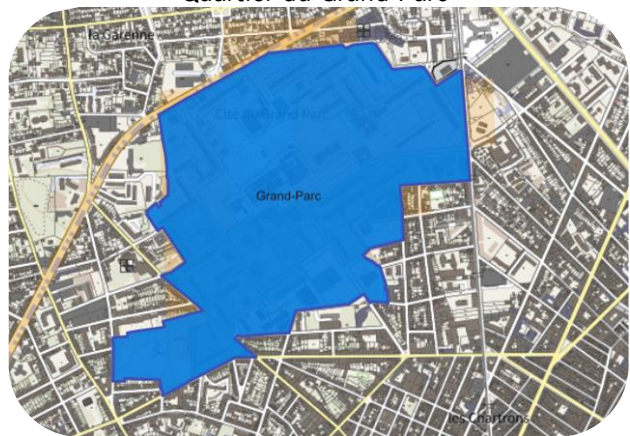 Quartier du Grand Parc
la Garenne
Cité du Grand Parc
Grand-Parc
les Chartrons